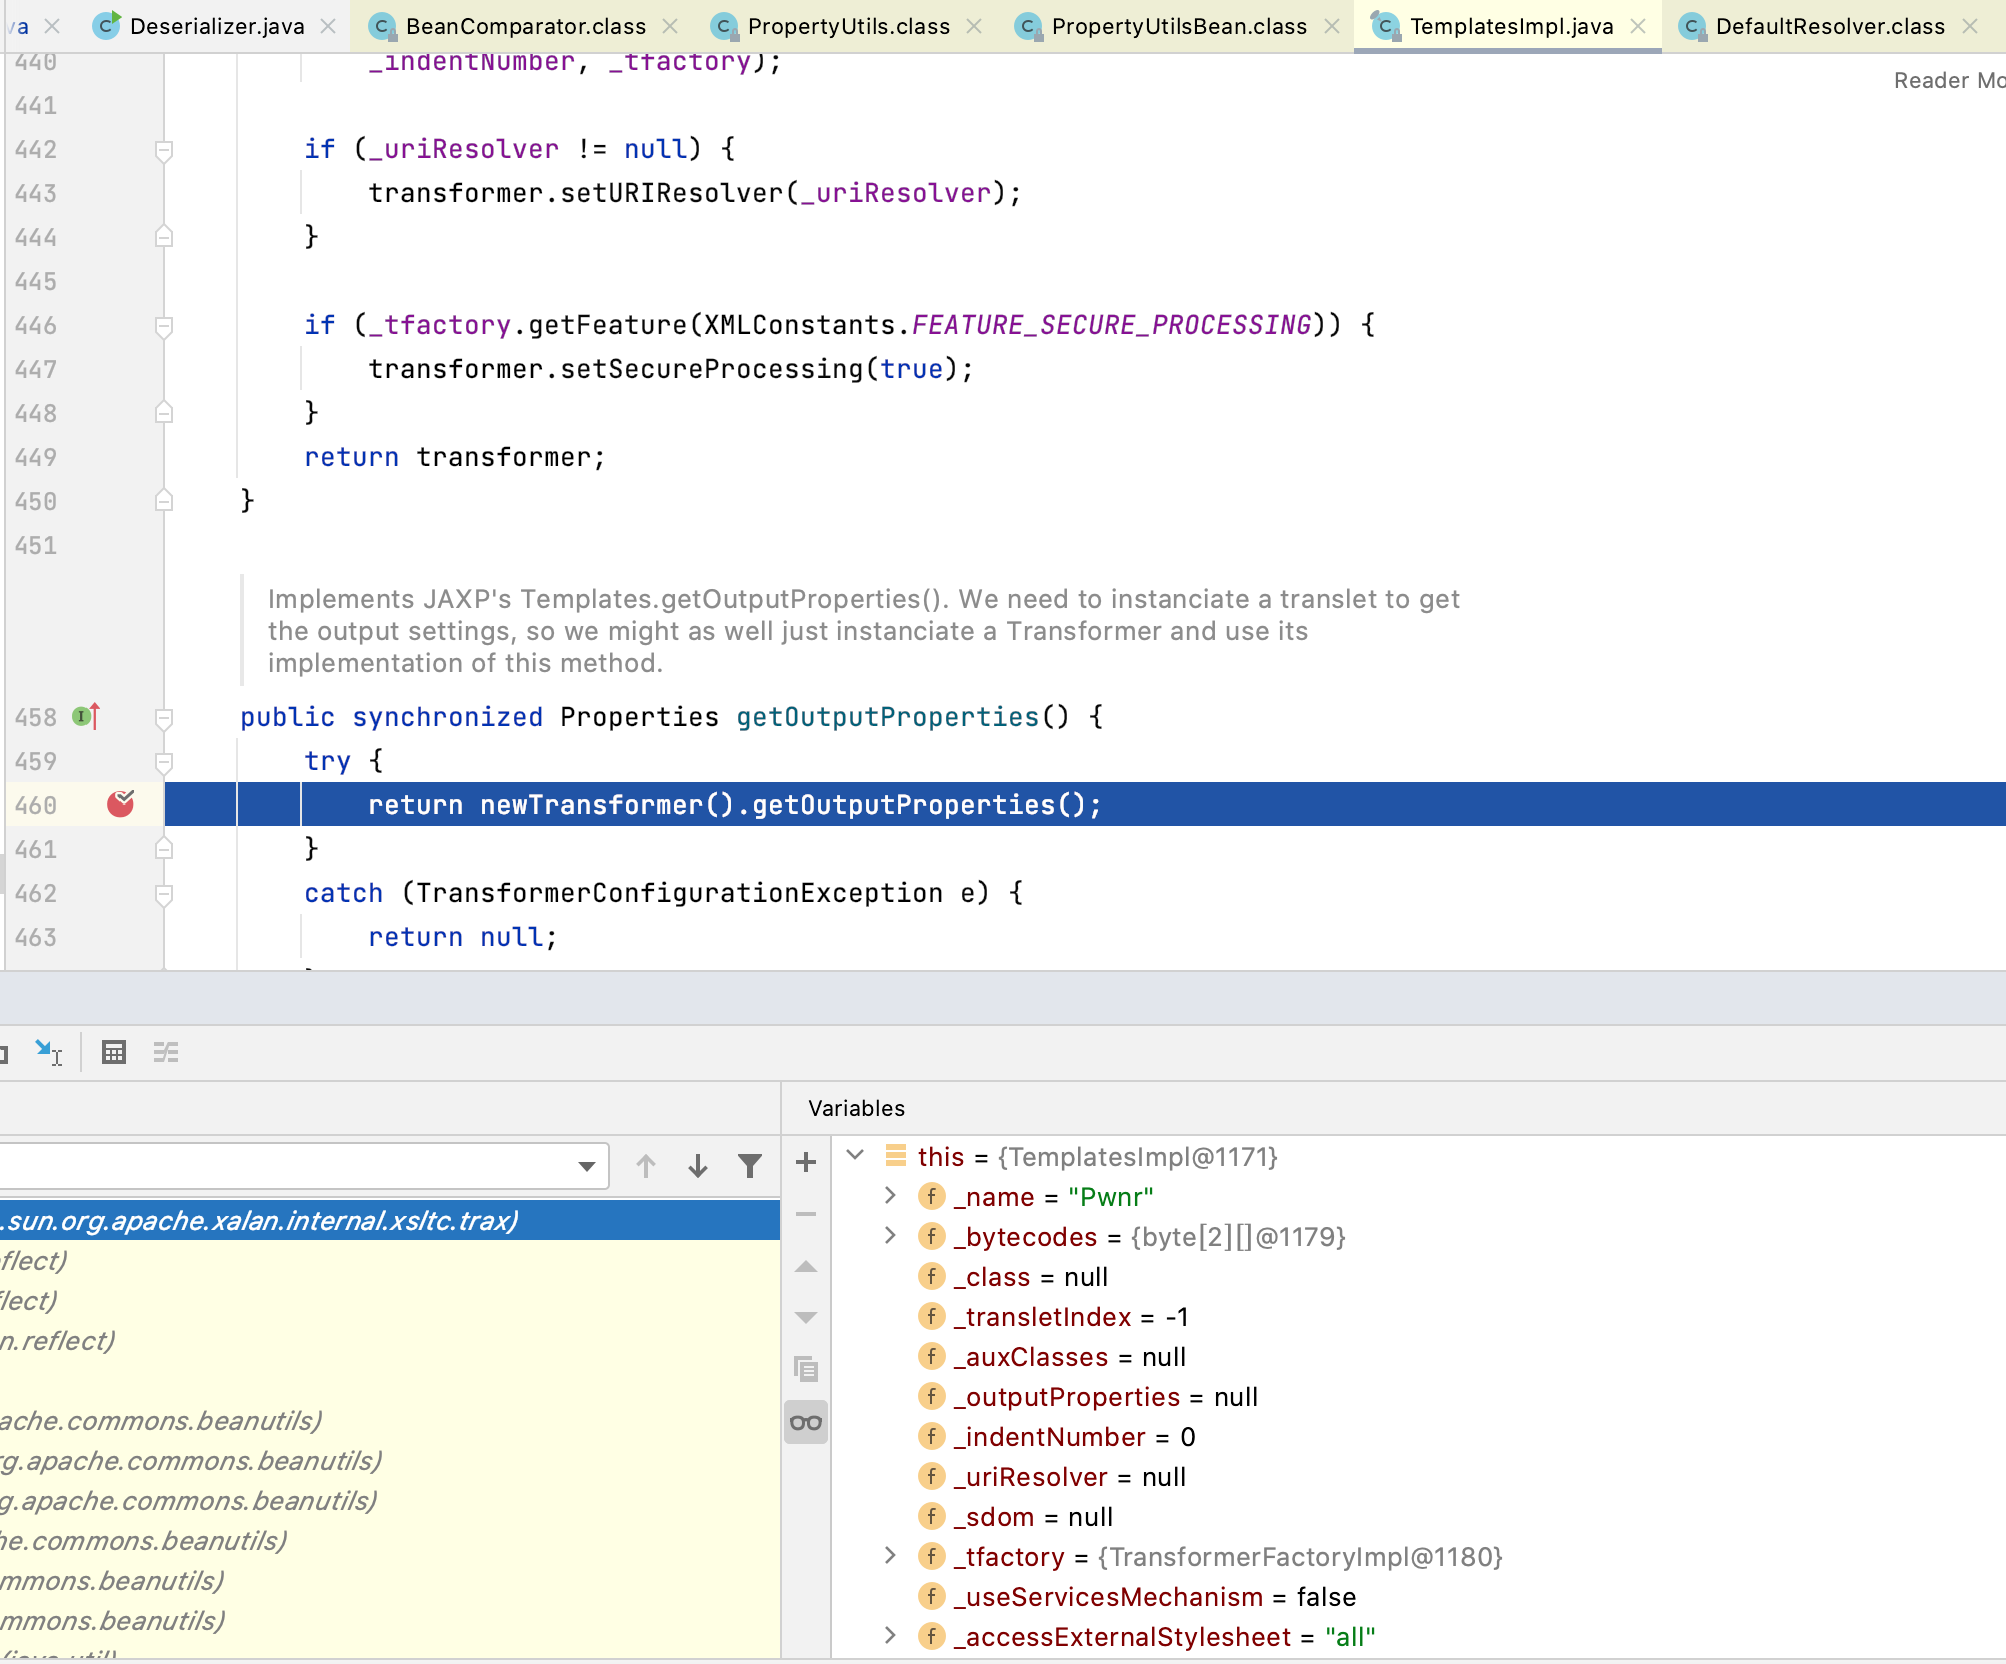 va Deserializer.java BeanComparator.class PropertyUtils.class PropertyUtilsBean.class TemplatesImpl.java DefaultResolver.class
Reader Mo
440 _indentNumber, _tfactory);
441
442 if (_uriResolver != null) {
443 transformer.setURIResolver(_uriResolver);
444 }
445
446 if (_tfactory.getFeature(XMLConstants.FEATURE_SECURE_PROCESSING)) {
447 transformer.setSecureProcessing(true);
448 }
449 return transformer;
450 }
451
Implements JAXP's Templates.getOutputProperties(). We need to instanciate a translet to get
the output settings, so we might as well just instanciate a Transformer and use its
implementation of this method.
458 public synchronized Properties getOutputProperties() {
459 try {
460 return newTransformer().getOutputProperties();
461 }
462 catch (TransformerConfigurationException e) {
463 return null;
Variables
.sun.org.apache.xalan.internal.xsltc.trax)
eflect)
flect)
n.reflect)
ache.commons.beanutils)
rg.apache.commons.beanutils)
g.apache.commons.beanutils)
he.commons.beanutils)
mmons.beanutils)
mmons.beanutils)
(java.util)
this = {TemplatesImpl@1171}
_name = "Pwnr"
_bytecodes = {byte[2][]@1179}
_class = null
_transletIndex = -1
_auxClasses = null
_outputProperties = null
_indentNumber = 0
_uriResolver = null
_sdom = null
_tfactory = {TransformerFactoryImpl@1180}
_useServicesMechanism = false
_accessExternalStylesheet = "all"